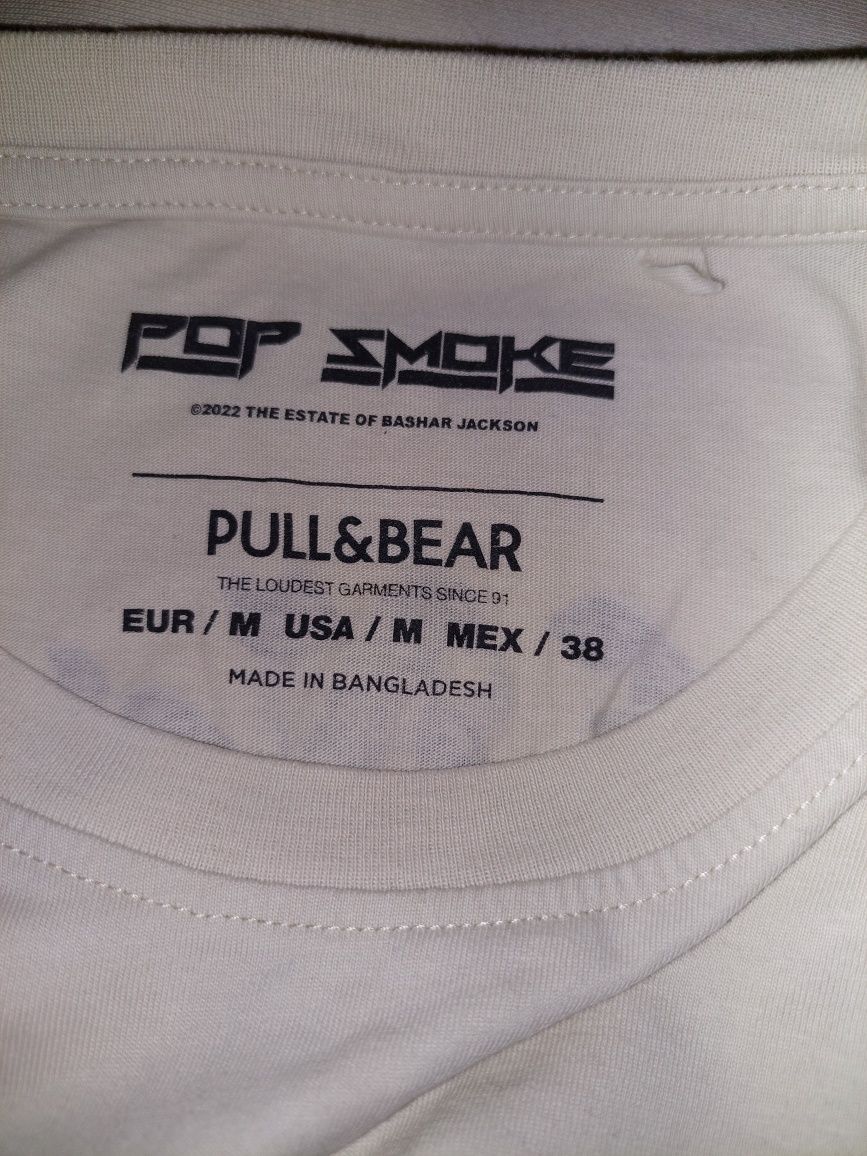 POP SMOKE
©2022 THE ESTATE OF BASHAR JACKSON
PULL&BEAR
THE LOUDEST GARMENTS SINCE 91
EUR / M USA / M MEX / 38
MADE IN BANGLADESH